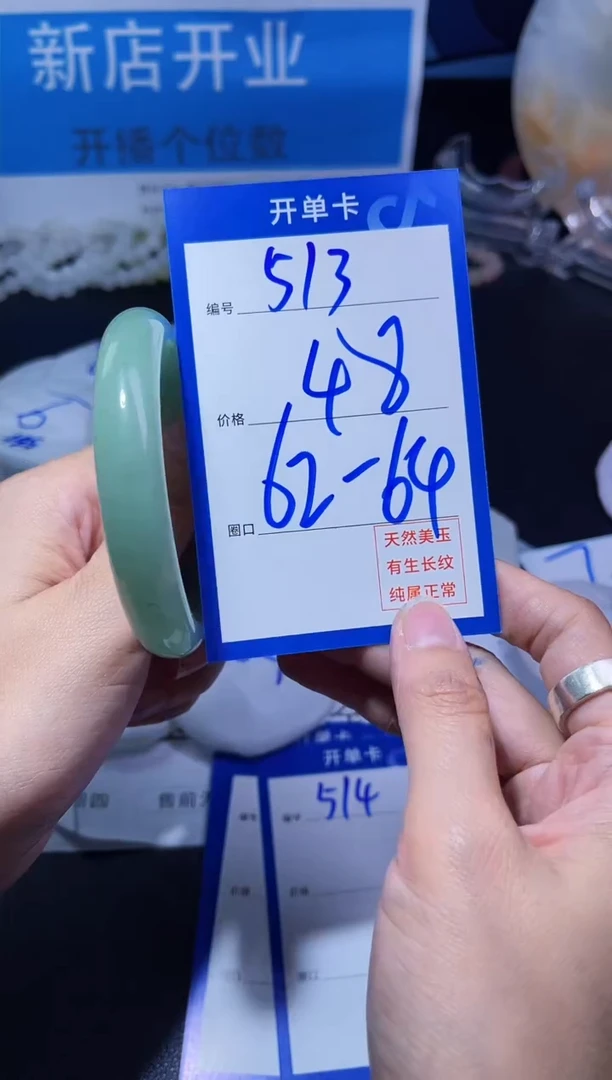 新店开业
开播个位数
开单卡
编号 513
价格 48
圈口 62-64
天然美玉
有生长纹
纯属正常
开单卡
514
售前